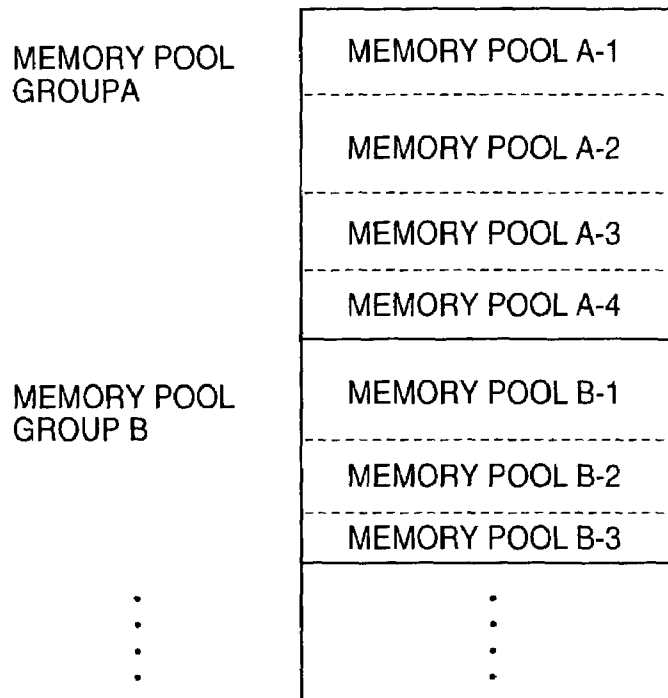 MEMORY POOL
GROUPA
MEMORY POOL A-1
MEMORY POOL A-2
MEMORY POOL A-3
MEMORY POOL A-4
MEMORY POOL
GROUP B
MEMORY POOL B-1
MEMORY POOL B-2
MEMORY POOL B-3